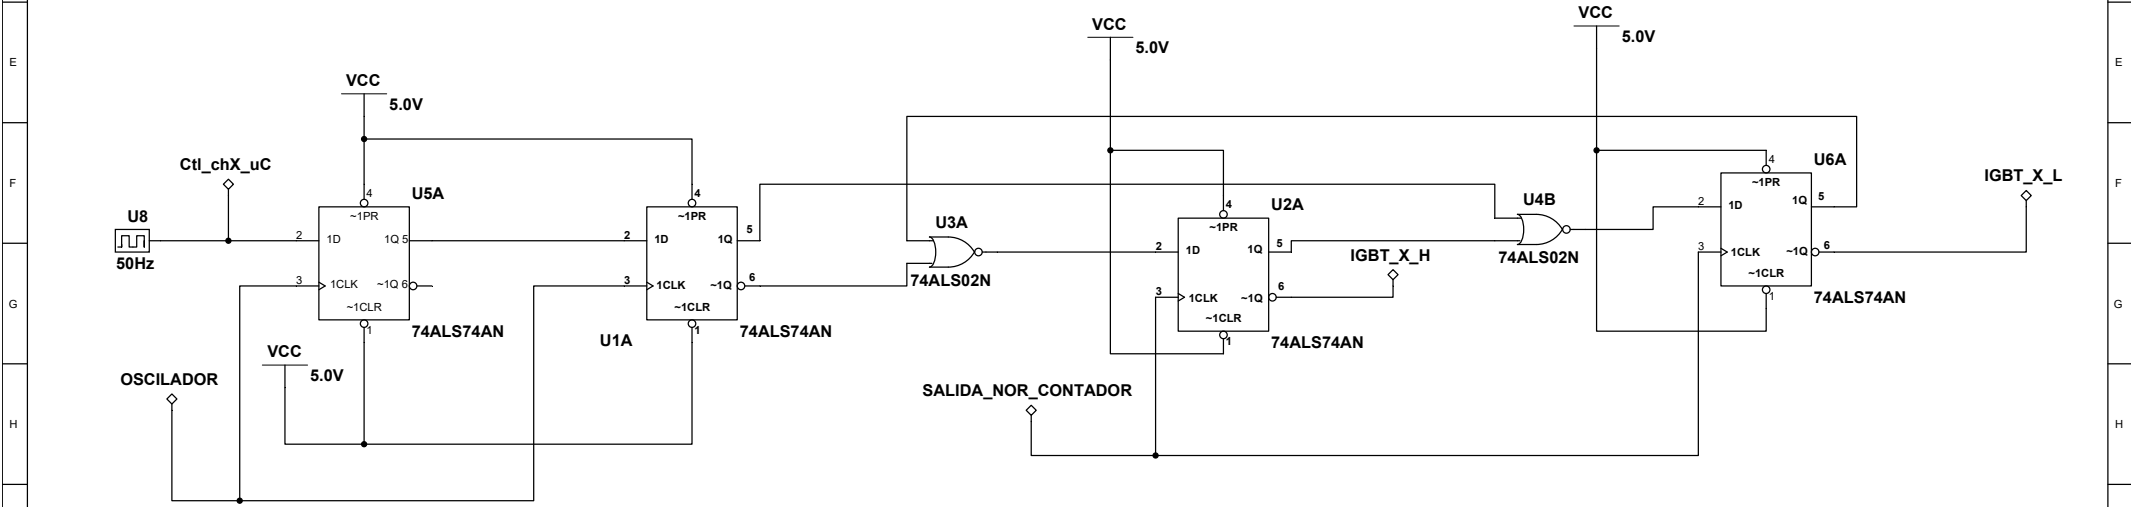 E
F
G
H
VCC
5.0V
Ctl_chX_uC
U8
50Hz
OSCILADOR
VCC
5.0V
U5A
4
~1PR
2
1D
1Q
5
3
1CLK
~1Q
6
~1CLR
1
74ALS74AN
U1A
4
~1PR
2
1D
1Q
5
3
1CLK
~1Q
6
~1CLR
1
74ALS74AN
U3A
74ALS02N
VCC
5.0V
U2A
4
~1PR
2
1D
1Q
5
3
1CLK
~1Q
6
~1CLR
1
74ALS74AN
IGBT_X_H
SALIDA_NOR_CONTADOR
U4B
74ALS02N
VCC
5.0V
U6A
4
~1PR
2
1D
1Q
5
3
1CLK
~1Q
6
~1CLR
1
74ALS74AN
IGBT_X_L
E
F
G
H